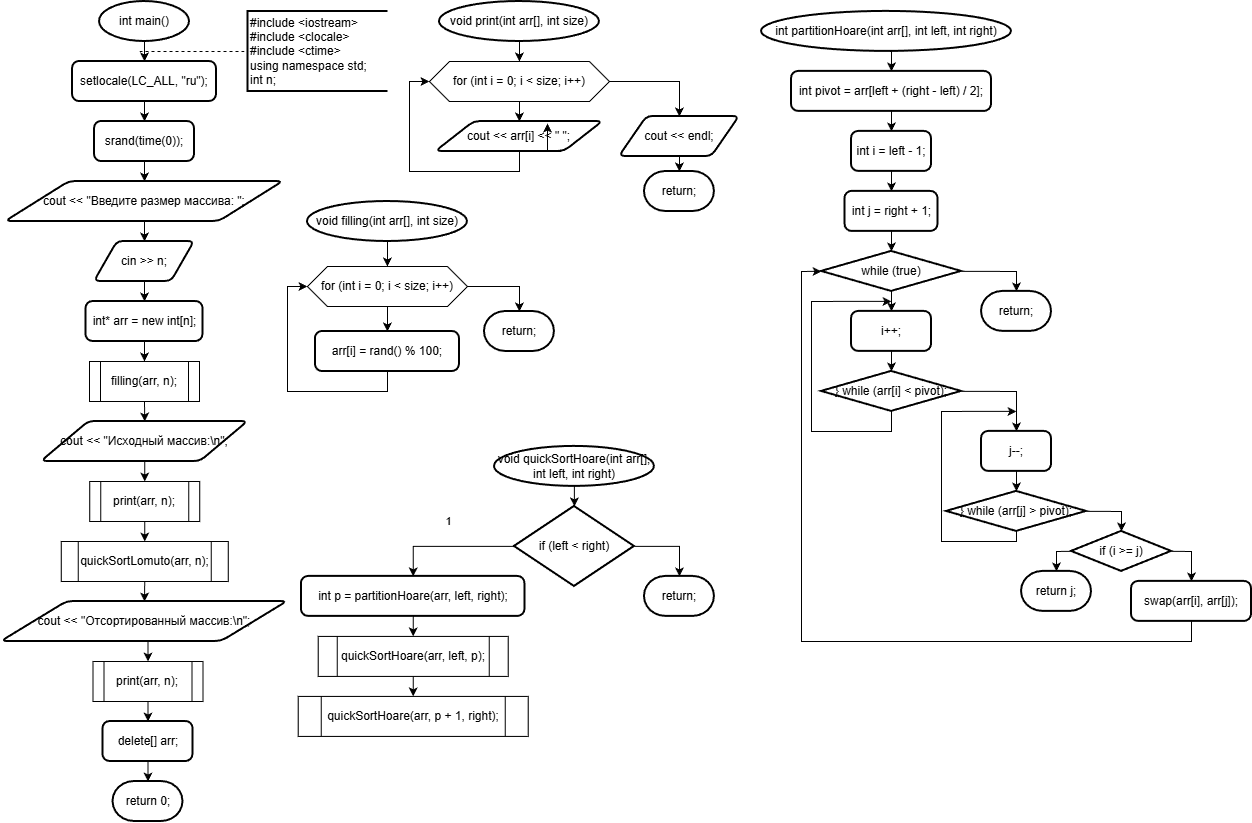 int main()
#include <iostream>
#include <clocale>
#include <ctime>
using namespace std;
int n;
setlocale(LC_ALL, "ru");
srand(time(0));
cout << "Введите размер массива: ";
cin >> n;
int* arr = new int[n];
filling(arr, n);
cout << "Исходный массив:\n";
print(arr, n);
quickSortLomuto(arr, n);
cout << "Отсортированный массив:\n";
print(arr, n);
delete[] arr;
return 0;
void print(int arr[], int size)
for (int i = 0; i < size; i++)
cout << arr[i] << " ";
cout << endl;
return;
void filling(int arr[], int size)
for (int i = 0; i < size; i++)
arr[i] = rand() % 100;
return;
void quickSortHoare(int arr[],
int left, int right)
1
if (left < right)
int p = partitionHoare(arr, left, right);
return;
quickSortHoare(arr, left, p);
quickSortHoare(arr, p + 1, right);
int partitionHoare(int arr[], int left, int right)
int pivot = arr[left + (right - left) / 2];
int i = left - 1;
int j = right + 1;
while (true)
return;
i++;
} while (arr[i] < pivot);
j--;
} while (arr[j] > pivot);
if (i >= j)
return j;
swap(arr[i], arr[j]);